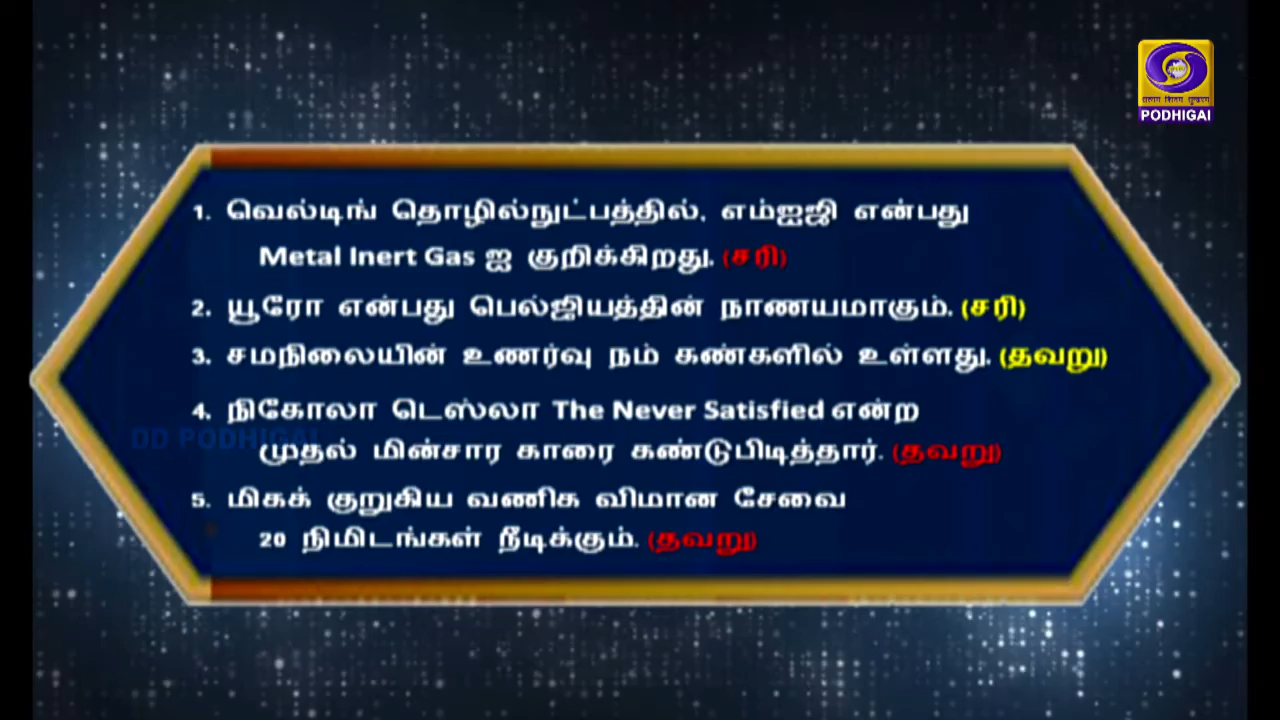 PODHIGAI
1. வெல்டிங் தொழில்நுட்பத்தில், எம்ஐஜி என்பது
Metal Inert Gas ஐ குறிக்கிறது. (சரி)
2. யூரோ என்பது பெல்ஜியத்தின் நாணயமாகும். (சரி)
3. சமநிலையின் உணர்வு நம் கண்களில் உள்ளது. (தவறு)
4. நிகோலா டெஸ்லா The Never Satisfied என்ற
முதல் மின்சார காரை கண்டுபிடித்தார். (தவறு)
DD PODHIGAI
5. மிகக் குறுகிய வணிக விமான சேவை
20 நிமிடங்கள் நீடிக்கும். (தவறு)